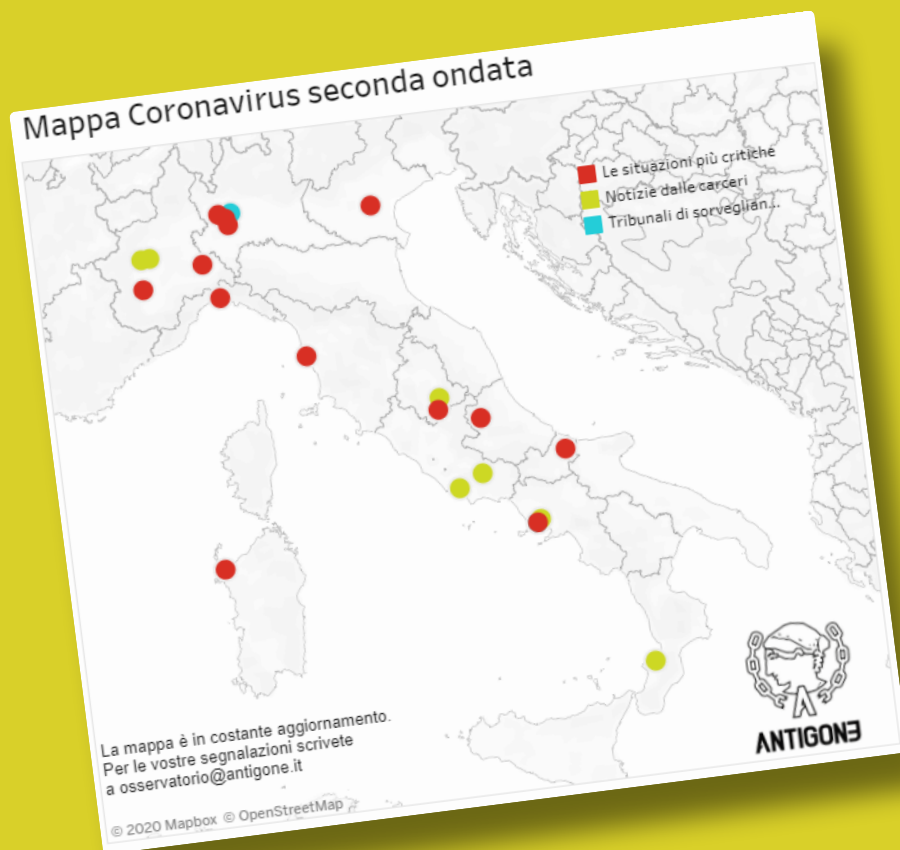 Mappa Coronavirus seconda ondata
Le situazioni più critiche
Notizie dalle carceri
Tribunali di sorveglian...
ANTIGONE
La mappa è in costante aggiornamento.
Per le vostre segnalazioni scrivete
a osservatorio@antigone.it
© 2020 Mapbox © OpenStreetMap